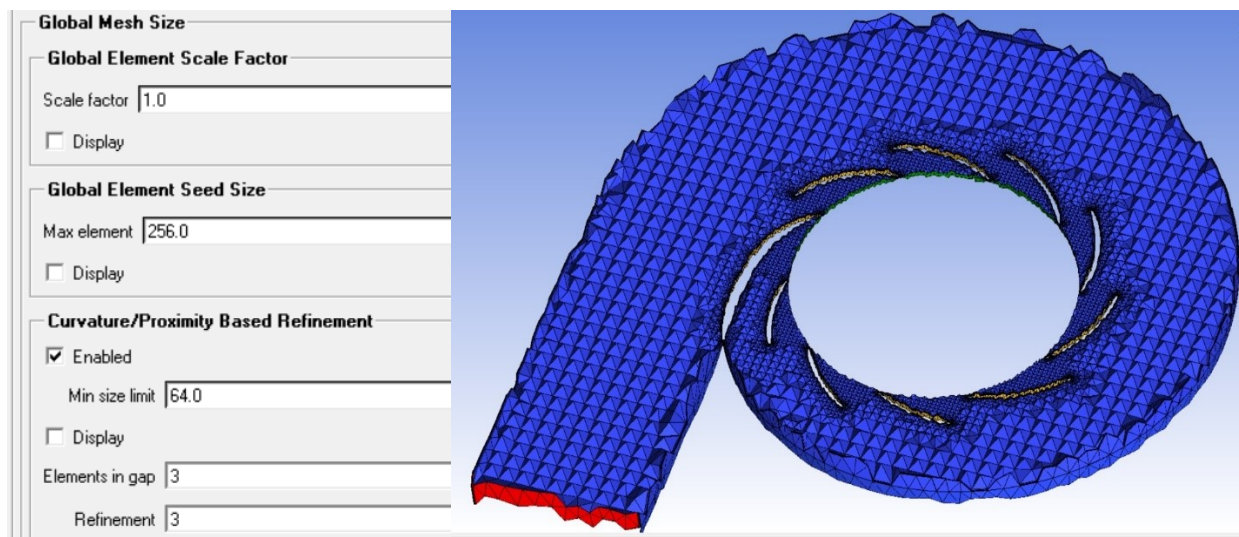 Global Mesh Size
Global Element Scale Factor
Scale factor 1.0
Display
Global Element Seed Size
Max element 256.0
Display
Curvature/Proximity Based Refinement
Enabled
Min size limit 64.0
Display
Elements in gap 3
Refinement 3